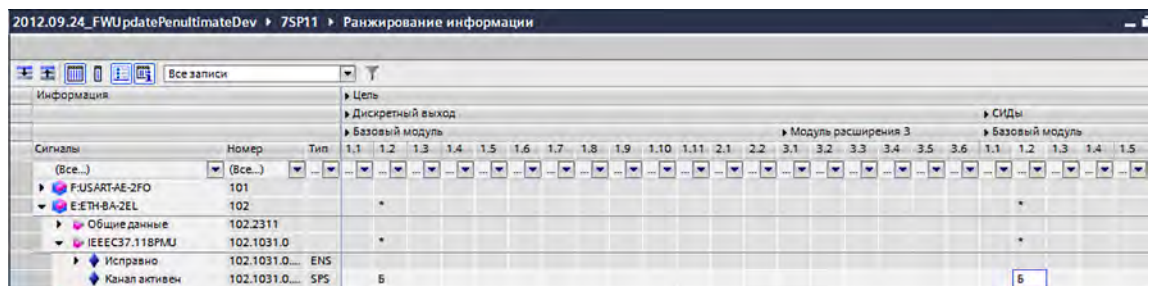 2012.09.24_FWUpdatePenultimateDev 7SP11 Ранжирование информации
Все записи
Информация Цель
Дискретный выход СИДы
Базовый модуль Модуль расширения 3 Базовый модуль
Сигналы Номер Тип 1.1 1.2 1.3 1.4 1.5 1.6 1.7 1.8 1.9 1.10 1.11 2.1 2.2 3.1 3.2 3.3 3.4 3.5 3.6 1.1 1.2 1.3 1.4 1.5
(Все...) (Все...) ... ... ... ... ... ... ... ... ... ... ... ... ... ... ... ... ... ... ... ... ... ... ... ... ...
F:USART-AE-2FO 101
E:ETH-BA-2EL 102 * *
Общие данные 102.2311
IEEEC37.118PMU 102.1031.0 * *
Исправно 102.1031.0.... ENS
Канал активен 102.1031.0.... SPS Б Б